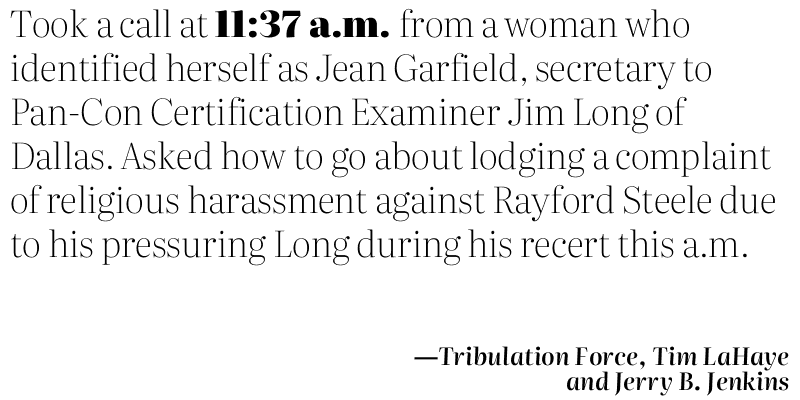 Took a call at 11:37 a.m. from a woman who
identified herself as Jean Garfield, secretary to
Pan-Con Certification Examiner Jim Long of
Dallas. Asked how to go about lodging a complaint
of religious harassment against Rayford Steele due
to his pressuring Long during his recert this a.m.
—Tribulation Force, Tim LaHaye
and Jerry B. Jenkins